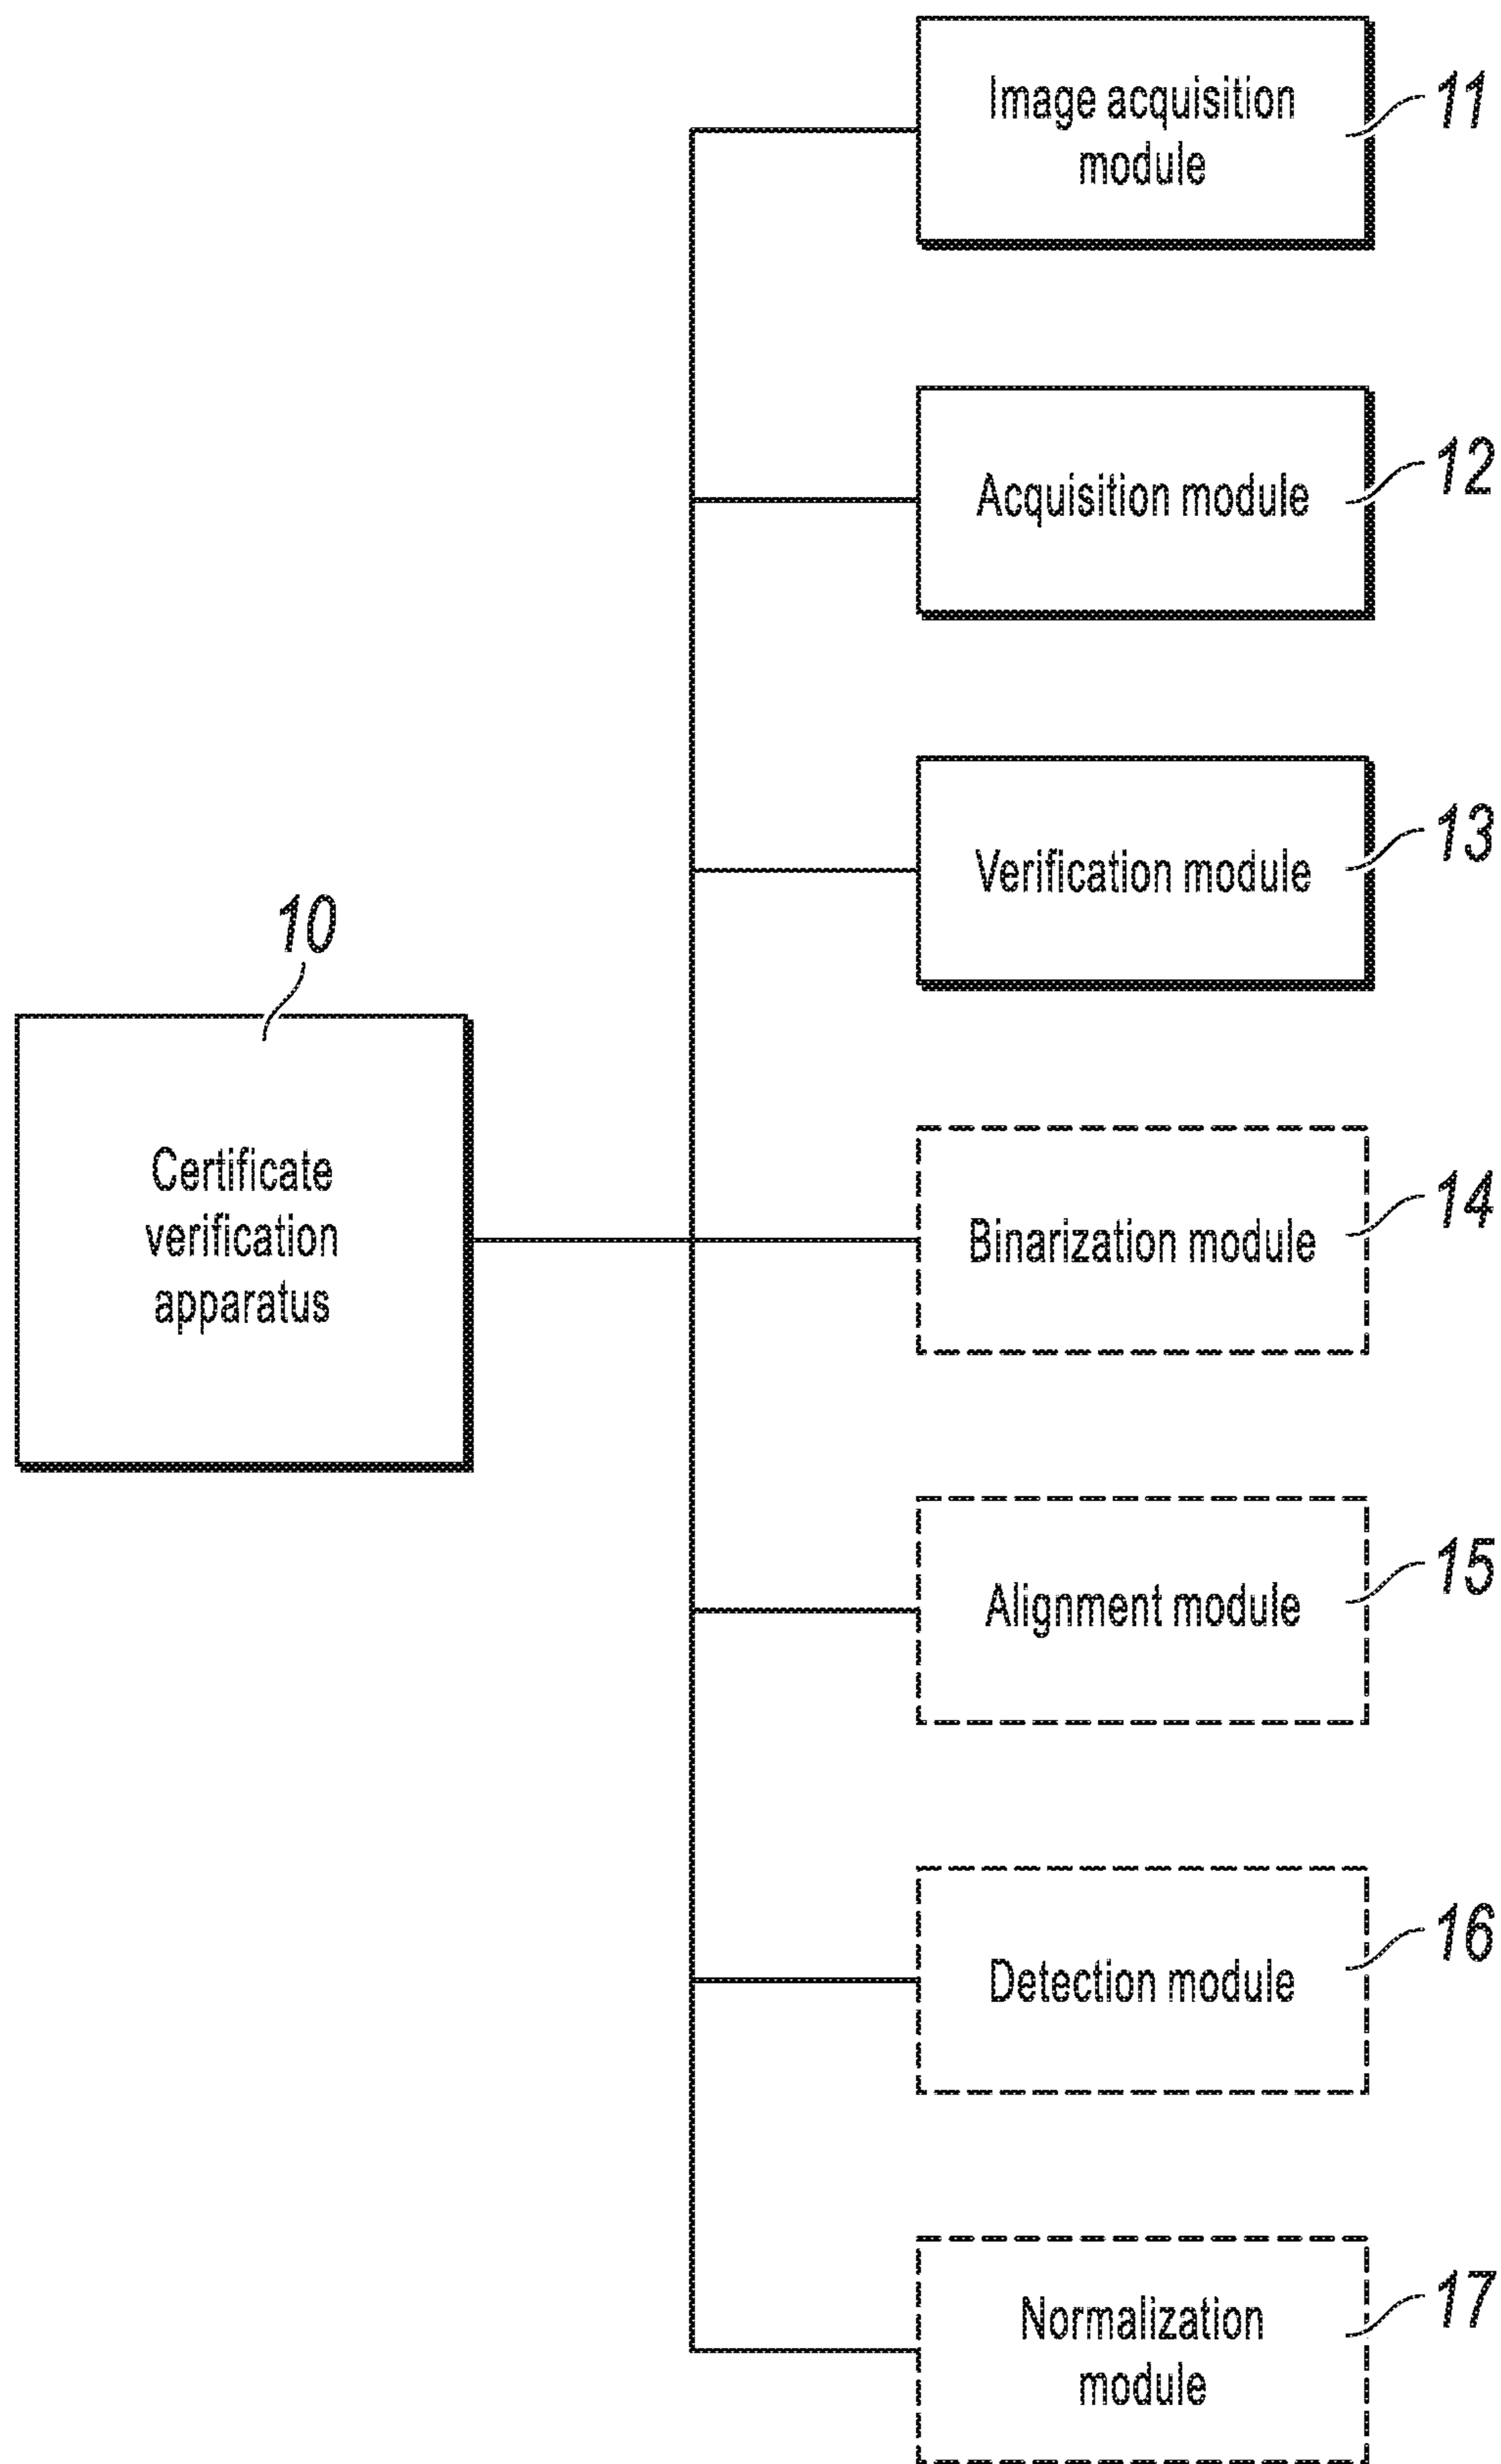 Image acquisition
module
11
Acquisition module
12
Verification module
13
10
Certificate
verification
apparatus
Binarization module
14
Alignment module
15
Detection module
16
Normalization
module
17